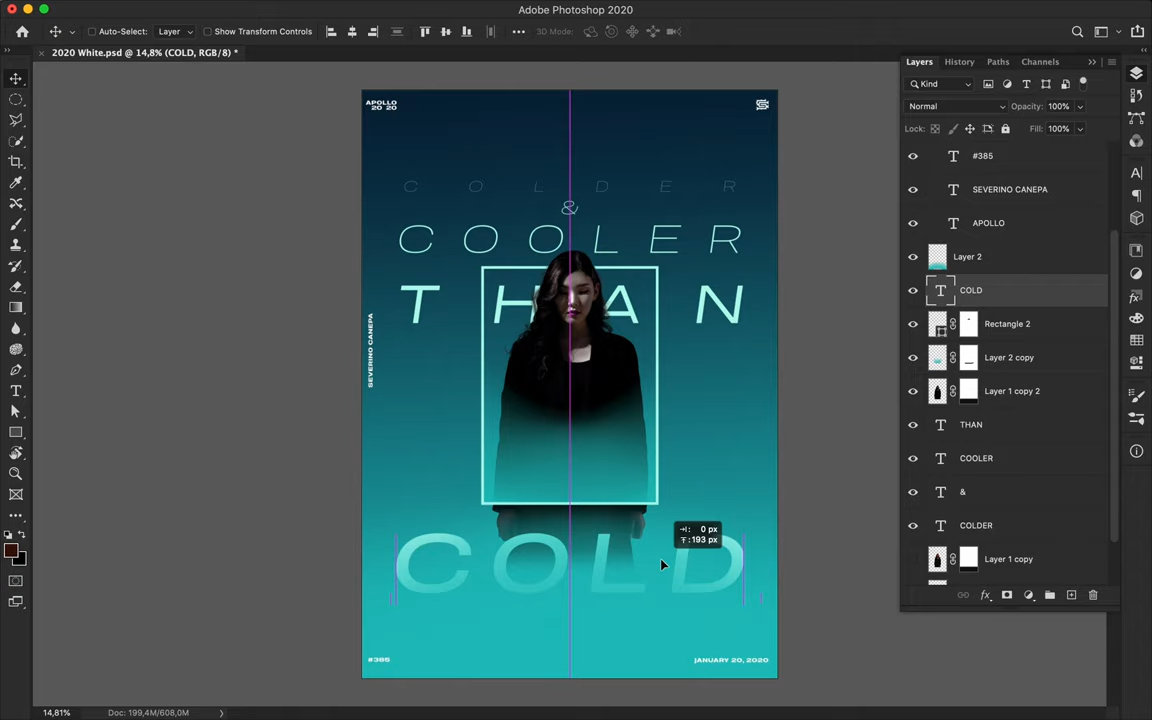 Adobe Photoshop 2020
Auto-Select: Layer Show Transform Controls 3D Mode:
2020 White.psd @ 14,8% (COLD, RGB/8) *
APOLLO
20 20
COLDER
&
COOLER
THAN
SEVERINO CANEPA
COLD
0 px
193 px
#385
JANUARY 20, 2020
Layers History Paths Channels
Kind
Normal Opacity: 100%
Lock: Fill: 100%
#385
SEVERINO CANEPA
APOLLO
Layer 2
COLD
Rectangle 2
Layer 2 copy
Layer 1 copy 2
THAN
COOLER
&
COLDER
Layer 1 copy
14,81% Doc: 199,4M/608,0M